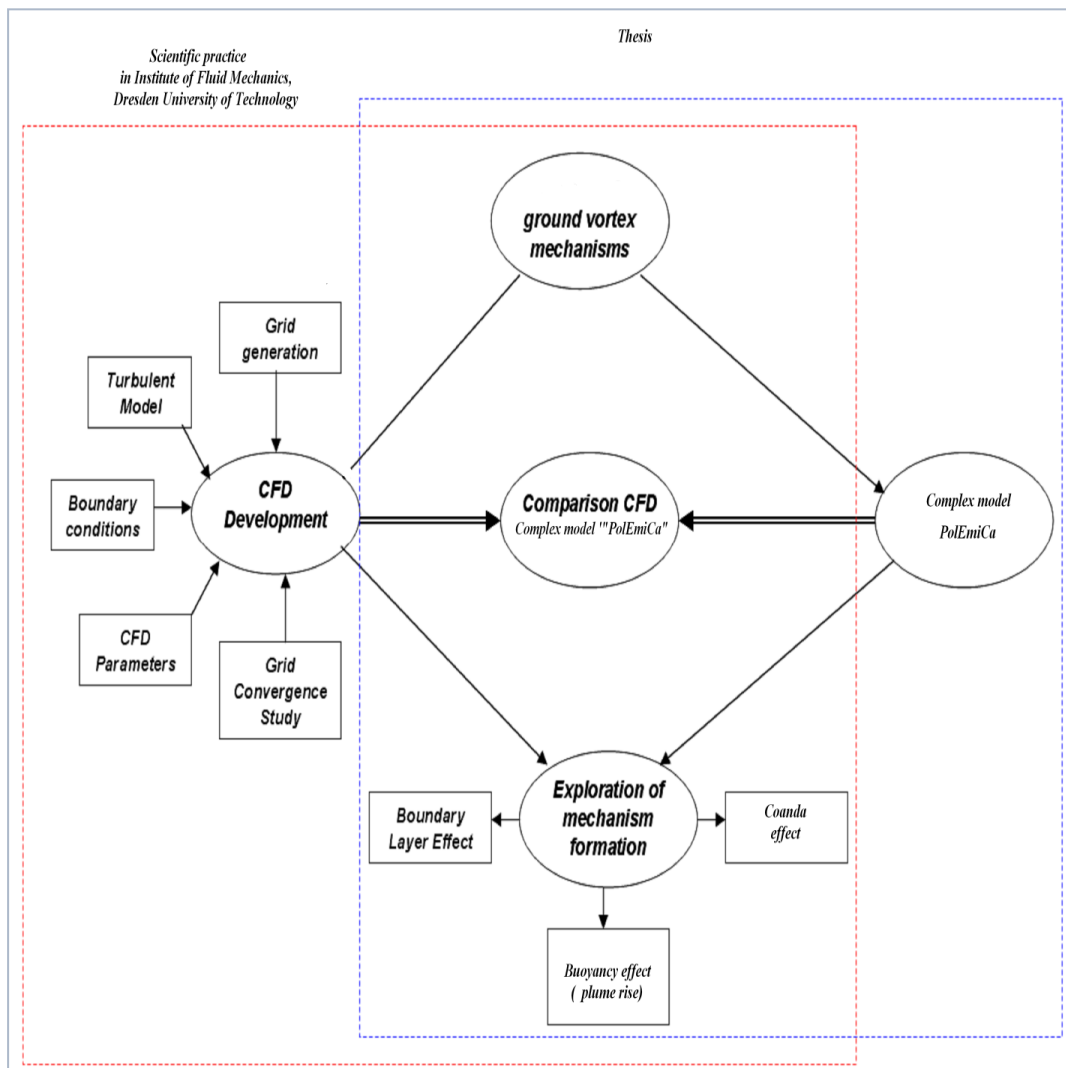 Thesis
Scientific practice
in Institute of Fluid Mechanics,
Dresden University of Technology
ground vortex
mechanisms
Grid
generation
Turbulent
Model
Boundary
conditions
CFD
Development
CFD
Parameters
Grid
Convergence
Study
Comparison CFD
Complex model '"PolEmiCa"
Complex model
PolEmiCa
Exploration of
mechanism
formation
Boundary
Layer Effect
Coanda
effect
Buoyancy effect
( plume rise)